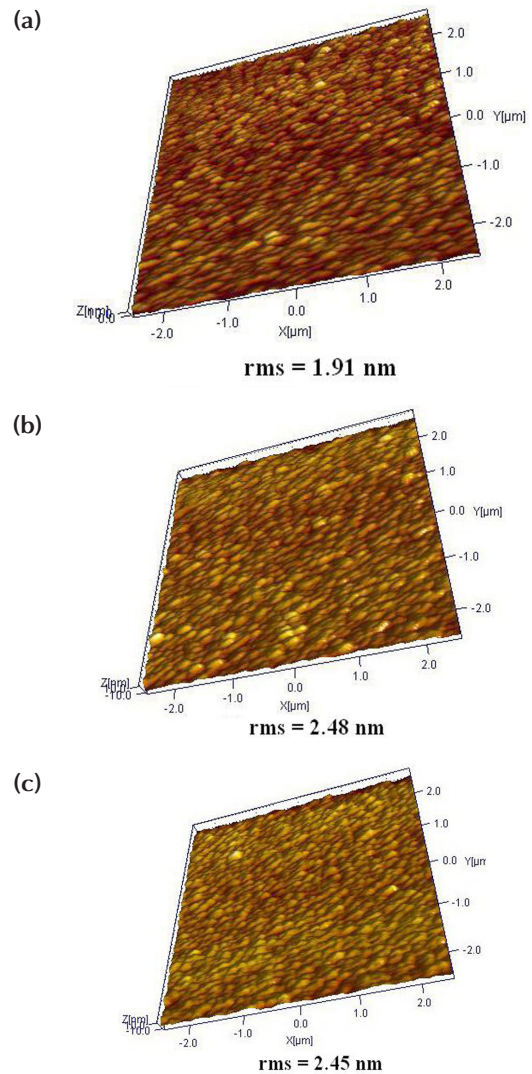 (a)
2.0
1.0
0.0 Y[µm]
-1.0
-2.0
Z[nm]
-2.0 -1.0 0.0 1.0 2.0
X[µm]
rms = 1.91 nm
(b)
2.0
1.0
0.0 Y[µm]
-1.0
-2.0
Z[nm]
-10.0
-2.0 -1.0 0.0 1.0 2.0
X[µm]
rms = 2.48 nm
(c)
2.0
1.0
0.0 Y[µm
-1.0
-2.0
Z[nm]
-10.0
-2.0 -1.0 0.0 1.0 2.0
X[µm]
rms = 2.45 nm